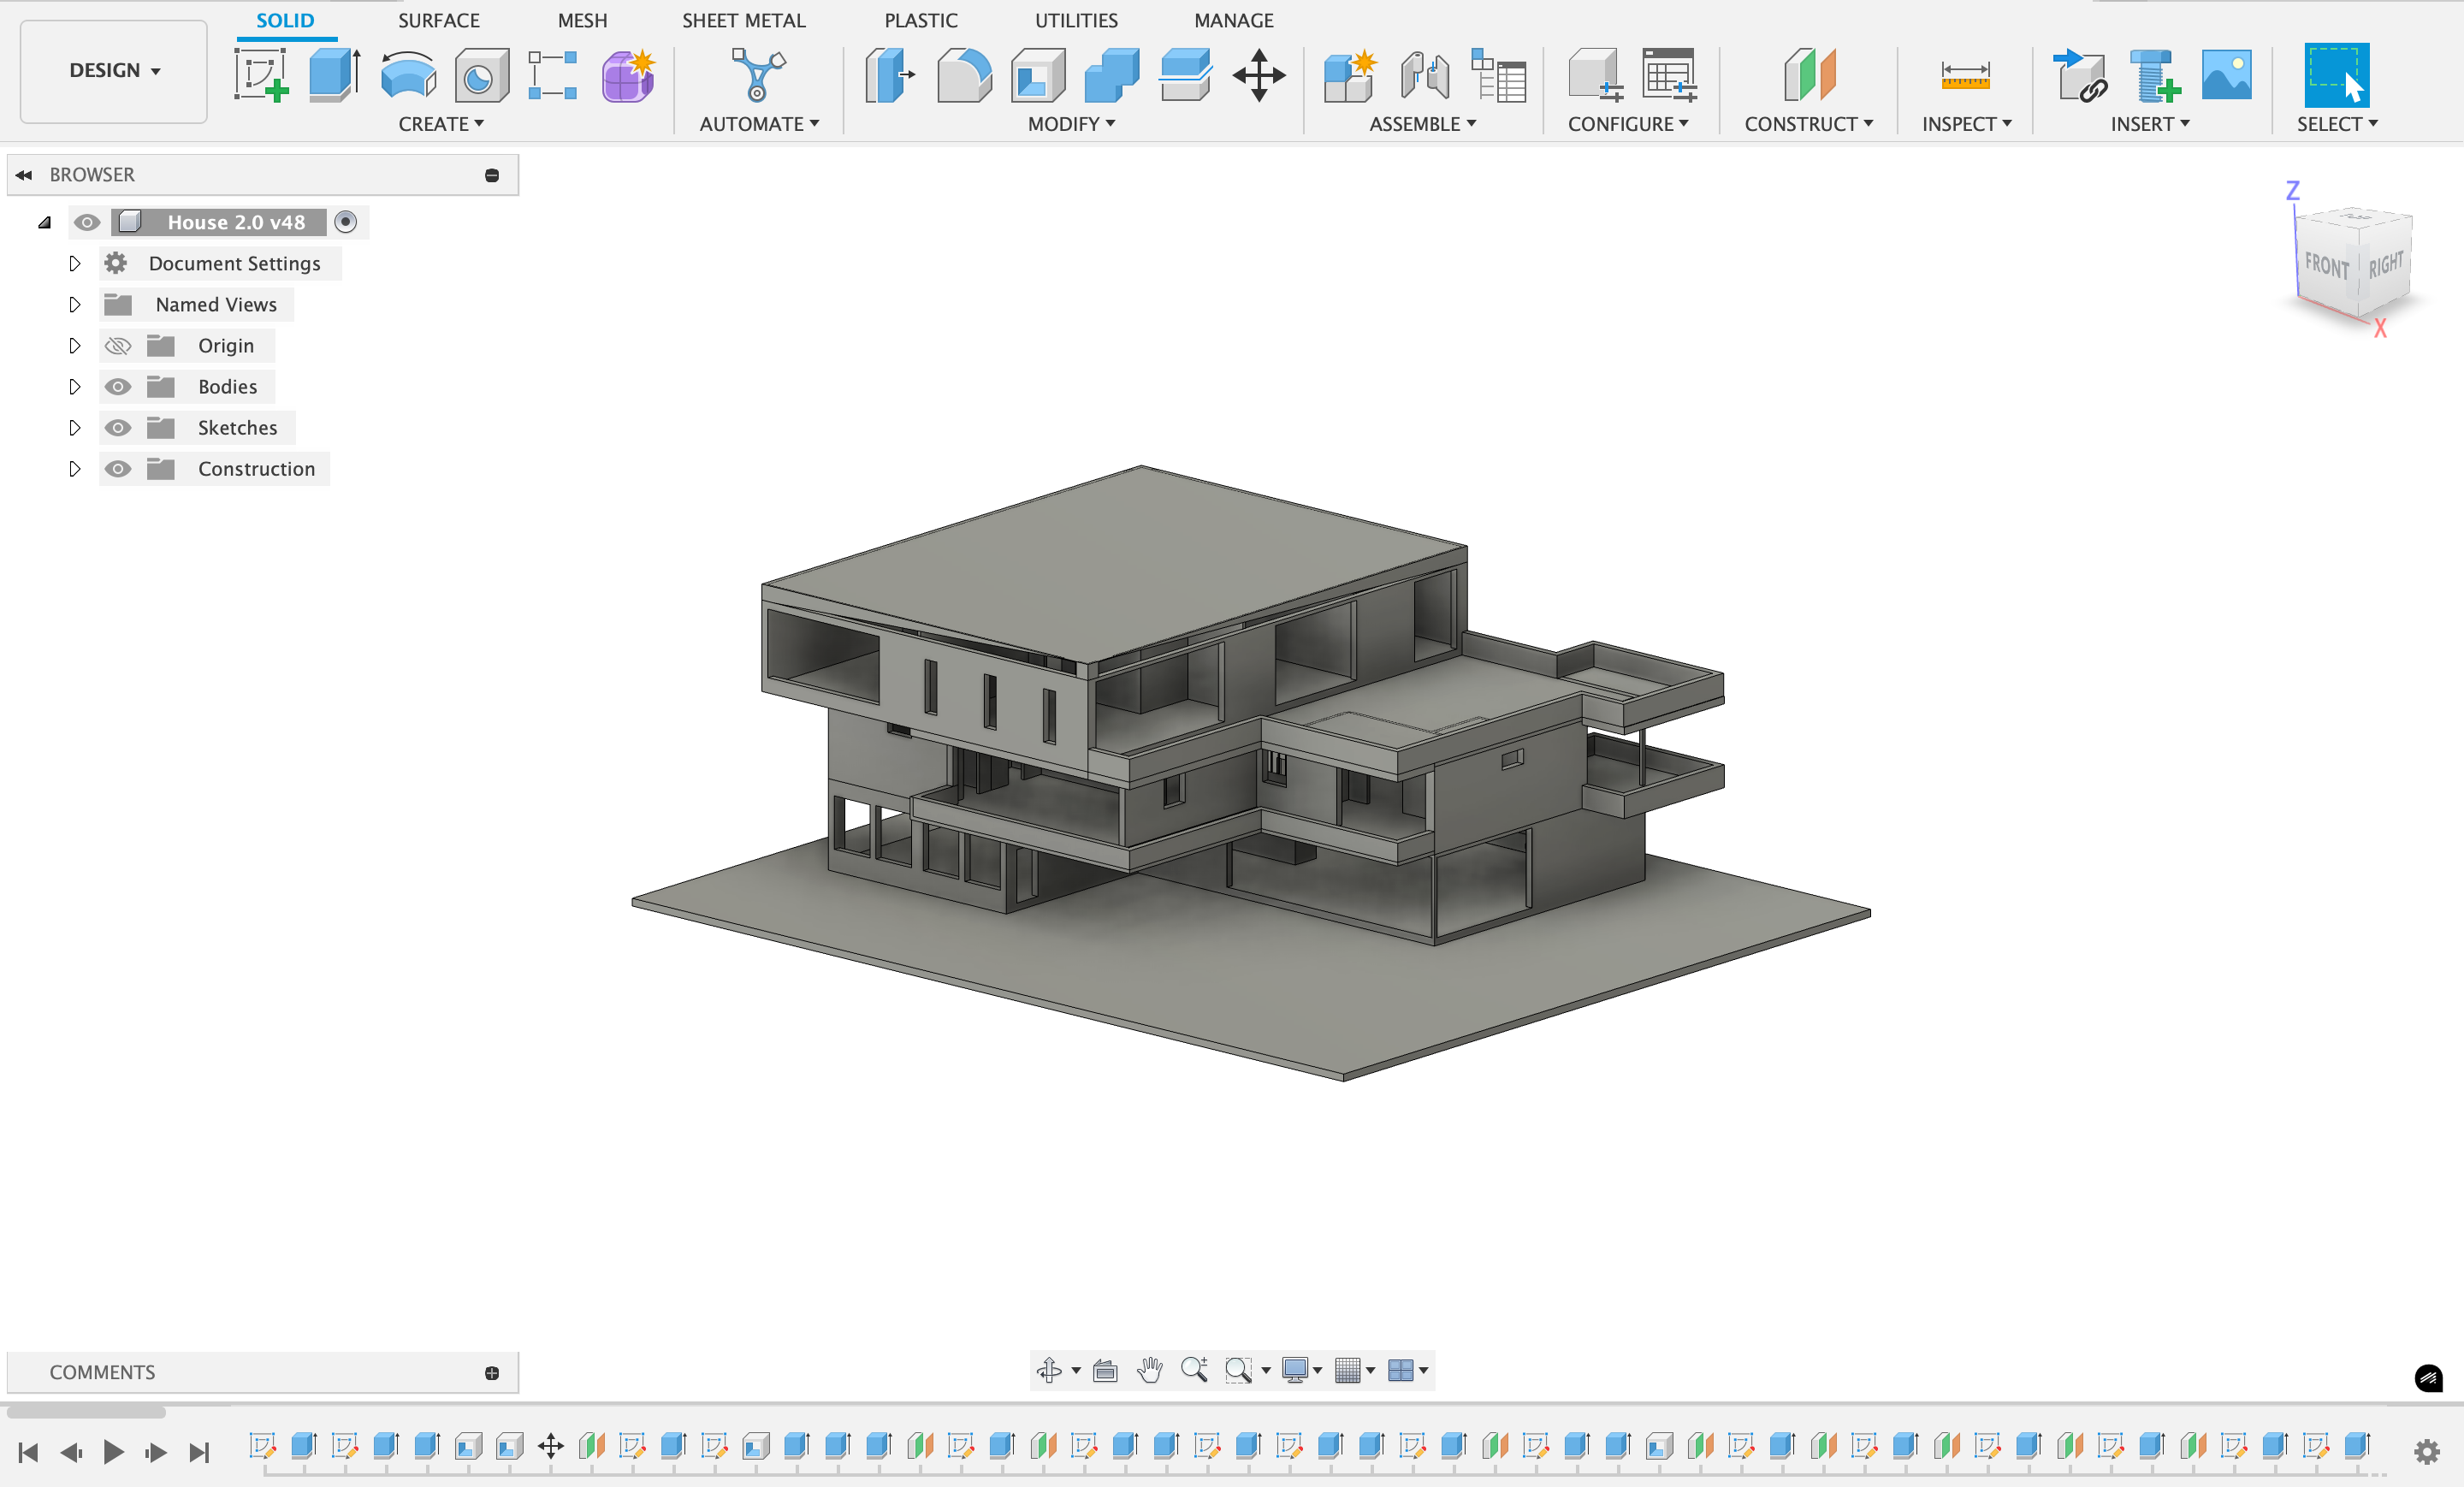 SOLID SURFACE MESH SHEET METAL PLASTIC UTILITIES MANAGE
DESIGN
CREATE AUTOMATE MODIFY ASSEMBLE CONFIGURE CONSTRUCT INSPECT INSERT SELECT
BROWSER
House 2.0 v48
Document Settings
Named Views
Origin
Bodies
Sketches
Construction
Z
TOP
FRONT RIGHT
X
COMMENTS